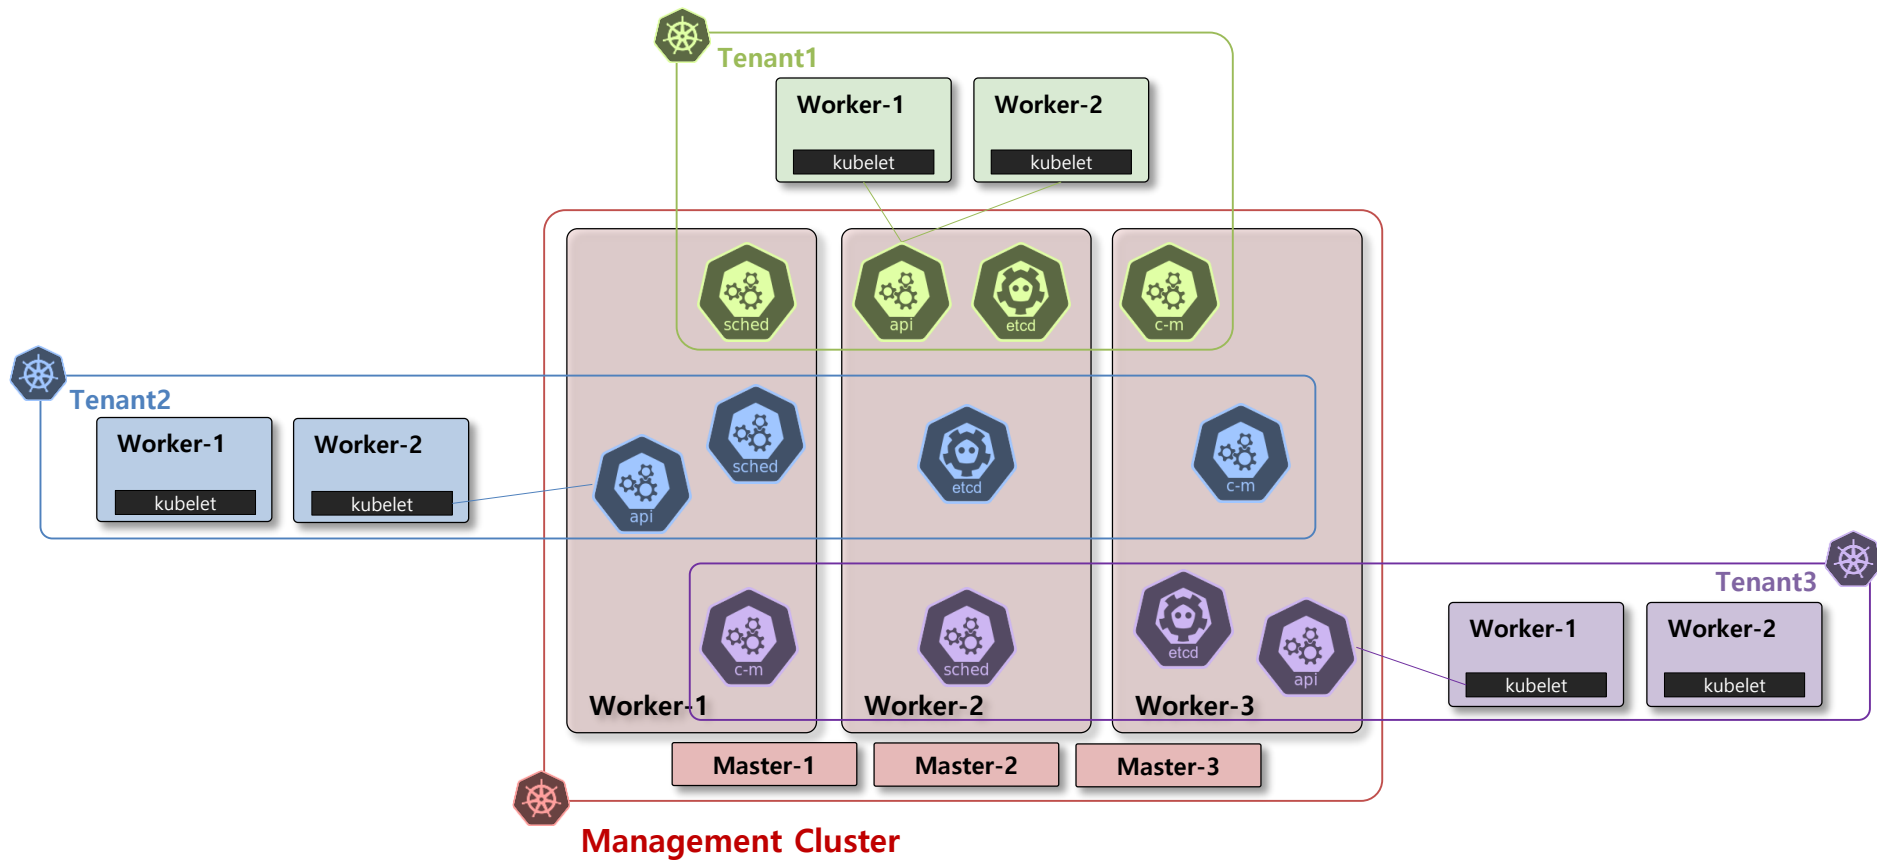 Tenant1
Worker-1
Worker-2
kubelet
kubelet
sched
api
etcd
c-m
Tenant2
Worker-1
Worker-2
kubelet
kubelet
api
sched
etcd
c-m
Tenant3
Worker-1
Worker-2
kubelet
kubelet
c-m
sched
etcd
api
Worker-1
Worker-2
Worker-3
Master-1
Master-2
Master-3
Management Cluster